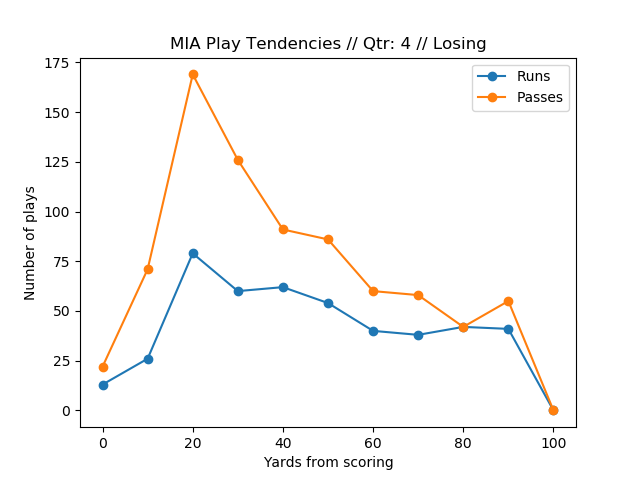 MIA Play Tendencies // Qtr: 4 // Losing
Runs
Passes
175
150
125
100
75
50
25
0
Number of plays
0 20 40 60 80 100
Yards from scoring